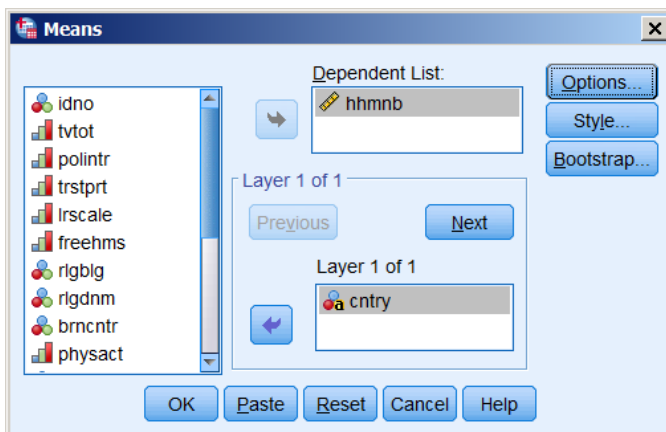 Means
idno
tvtot
polintr
trstprt
lrscale
freehms
rlgblg
rlgdnm
brncntr
physact
Dependent List:
hhmnb
Layer 1 of 1
Previous
Next
Layer 1 of 1
a cntry
Options...
Style...
Bootstrap...
OK
Paste
Reset
Cancel
Help